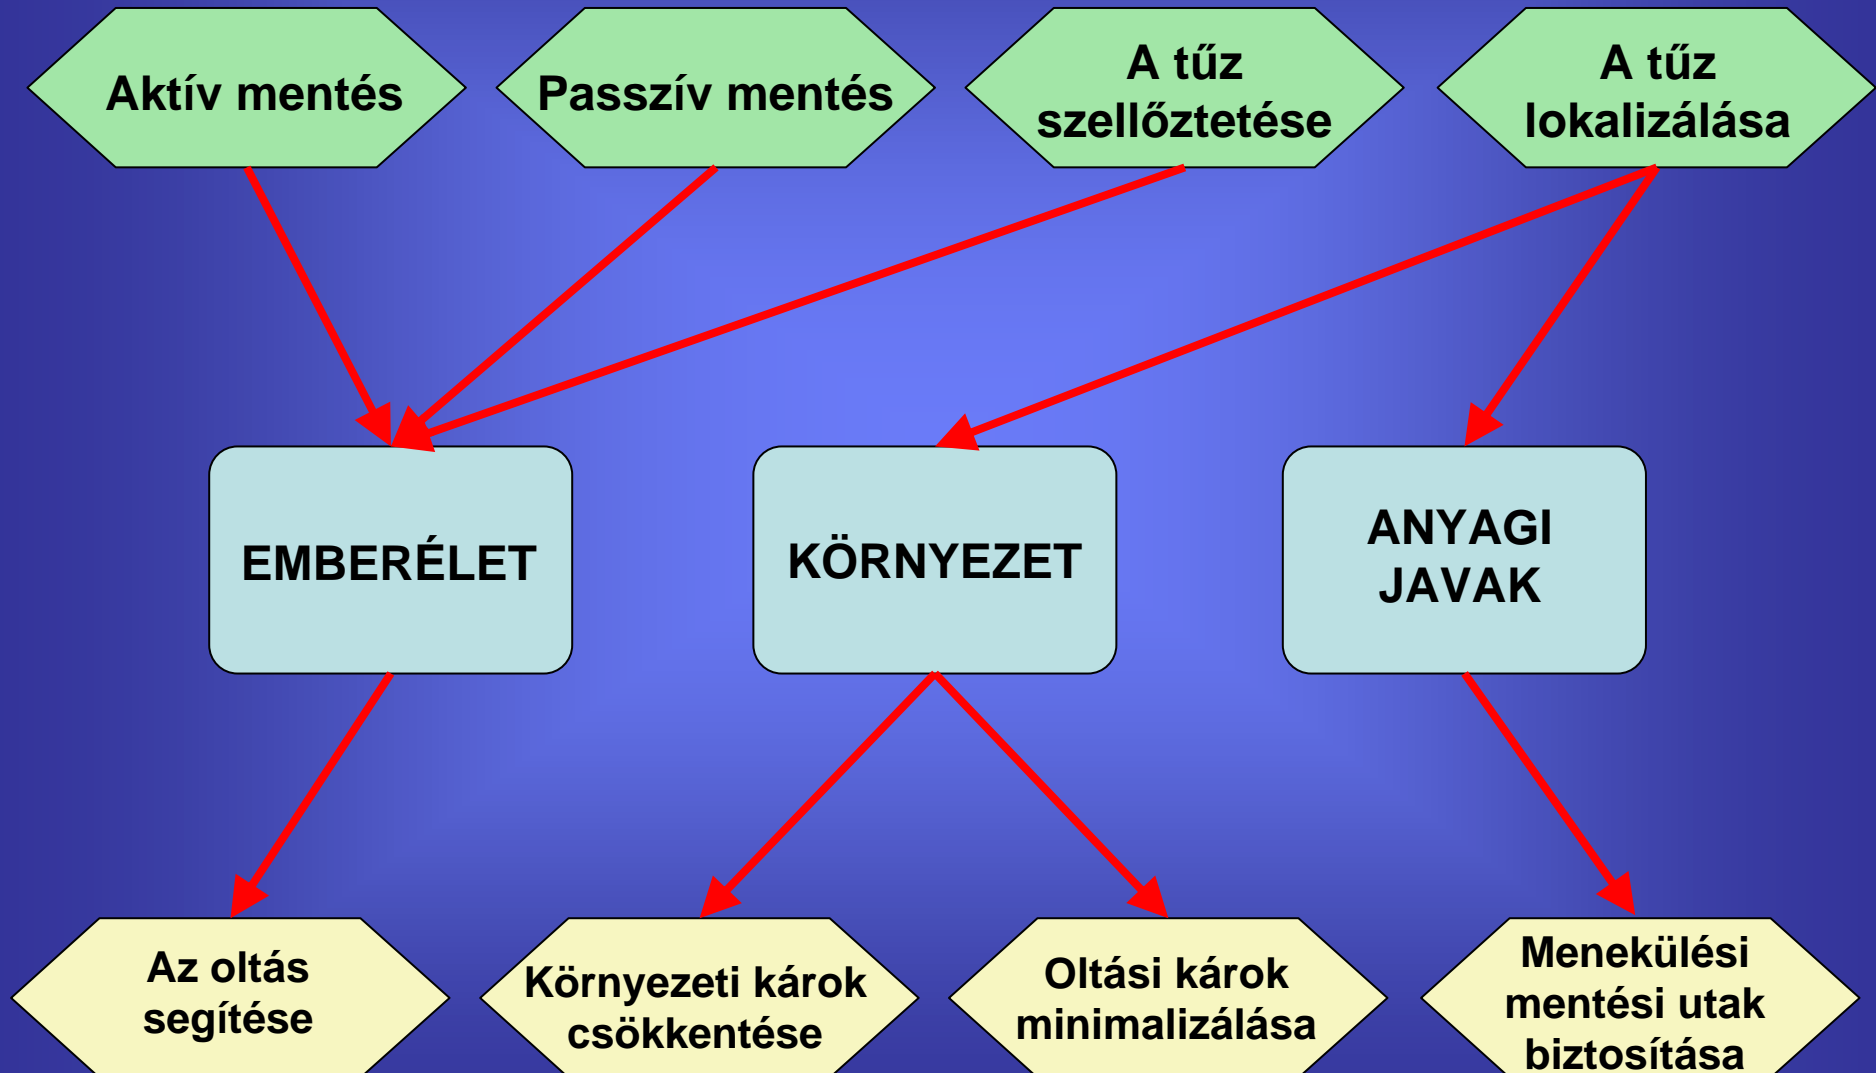 Aktív mentés
Passzív mentés
A tűz
szellőztetése
A tűz
lokalizálása
EMBERÉLET
KÖRNYEZET
ANYAGI
JAVAK
Az oltás
segítése
Környezeti károk
csökkentése
Oltási károk
minimalizálása
Menekülési
mentési utak
biztosítása